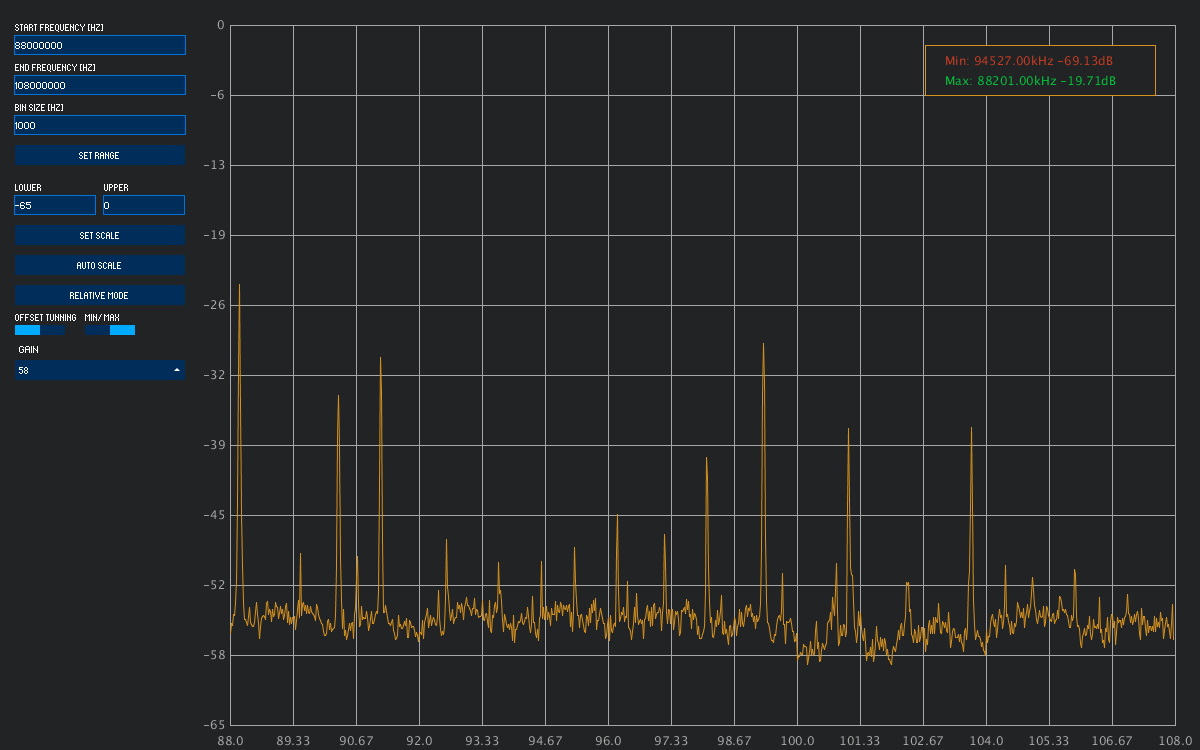 START FREQUENCY [HZ]
88000000
END FREQUENCY [HZ]
108000000
BIN SIZE [HZ]
1000
SET RANGE
LOWER UPPER
-65 0
SET SCALE
AUTO SCALE
RELATIVE MODE
OFFSET TUNNING MIN/MAX
GAIN
58
Min: 94527.00kHz -69.13dB
Max: 88201.00kHz -19.71dB
0
-6
-13
-19
-26
-32
-39
-45
-52
-58
-65
88.0 89.33 90.67 92.0 93.33 94.67 96.0 97.33 98.67 100.0 101.33 102.67 104.0 105.33 106.67 108.0